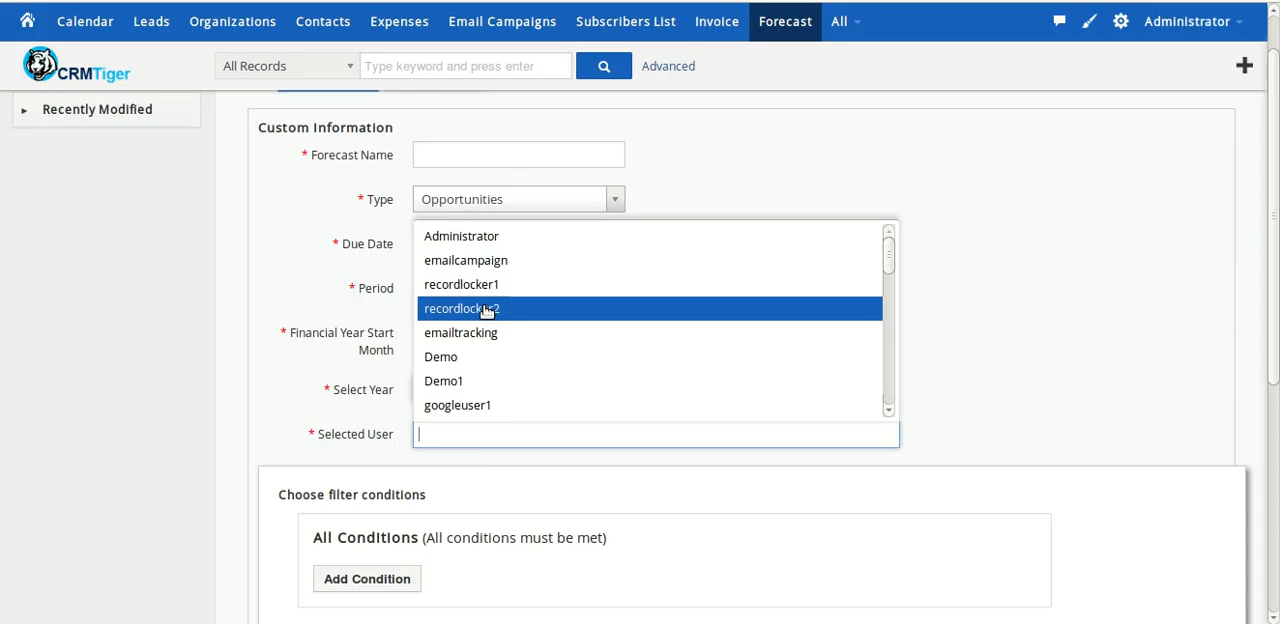 Calendar Leads Organizations Contacts Expenses Email Campaigns Subscribers List Invoice Forecast All Administrator
CRMTiger All Records Type keyword and press enter Advanced
Recently Modified
Custom Information
* Forecast Name
* Type Opportunities
* Due Date
* Period
* Financial Year Start
Month
* Select Year
* Selected User
Administrator
emailcampaign
recordlocker1
recordlocker2
emailtracking
Demo
Demo1
googleuser1
Choose filter conditions
All Conditions (All conditions must be met)
Add Condition